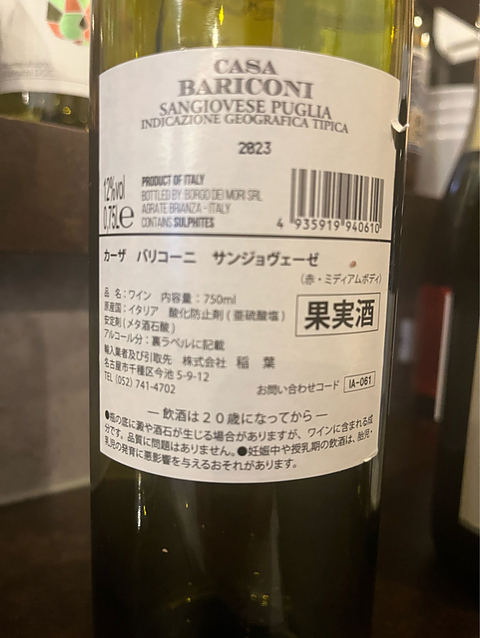 CASA
BARICONI
SANGIOVESE PUGLIA
INDICAZIONE GEOGRAFICA TIPICA
2023
12%vol
0,75L e
PRODUCT OF ITALY
BOTTLED BY: BORGO DEI MORI SRL
AGRATE BRIANZA - ITALY
CONTAINS SULPHITES
4 935919 940610
カーザ バリコーニ サンジョヴェーゼ
(赤・ミディアムボディ)
品 名:ワイン 内容量:750ml
原産国:イタリア 酸化防止剤(亜硫酸塩)
安定剤(メタ酒石酸)
アルコール分:裏ラベルに記載
輸入業者及び引取先 株式会社 稲 葉
名古屋市千種区今池 5-9-12
TEL (052) 741-4702
果実酒
お問い合わせコード IA-061
― 飲酒は20歳になってから ―
●瓶の底に澱や酒石が生じる場合がありますが、ワインに含まれる成
分です。品質に問題はありません。●妊娠中や授乳期の飲酒は、胎児・
乳児の発育に悪影響を与えるおそれがあります。